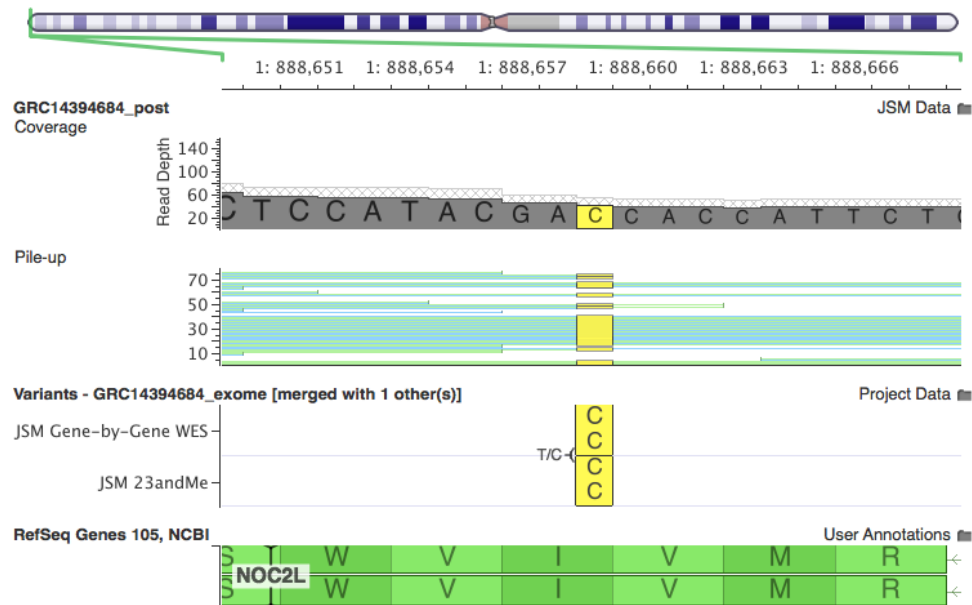 1: 888,651 1: 888,654 1: 888,657 1: 888,660 1: 888,663 1: 888,666
GRC14394684_post JSM Data
Coverage
Read Depth
140
100
60
20
C T C C A T A C G A C C A C C A T T C T
Pile-up
70
50
30
10
Variants - GRC14394684_exome [merged with 1 other(s)] Project Data
C
JSM Gene-by-Gene WES
C
T/C
C
JSM 23andMe
C
RefSeq Genes 105, NCBI User Annotations
S W V I V M R
NOC2L
S W V I V M R